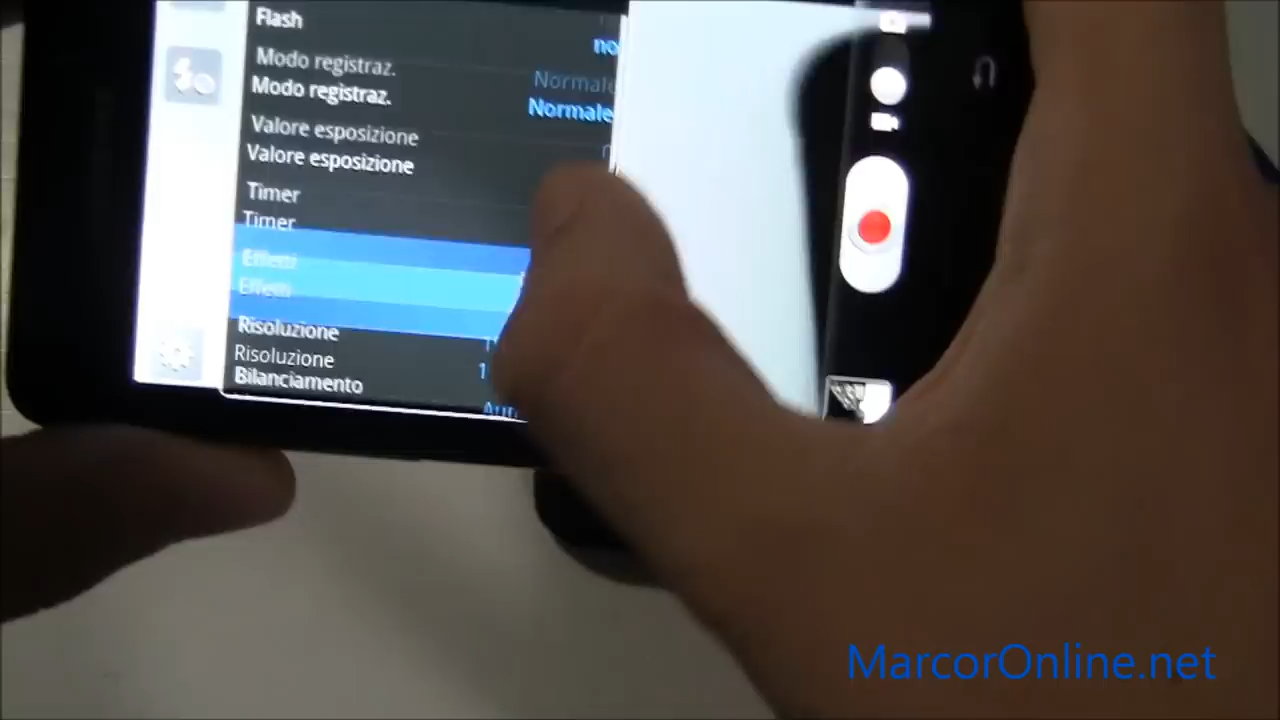 Flash
no
Modo registraz.
Normale
Modo registraz.
Normale
Valore esposizione
Valore esposizione
Timer
Timer
Effetti
Effetti
Risoluzione
Risoluzione
Bilanciamento
MarcorOnline.net